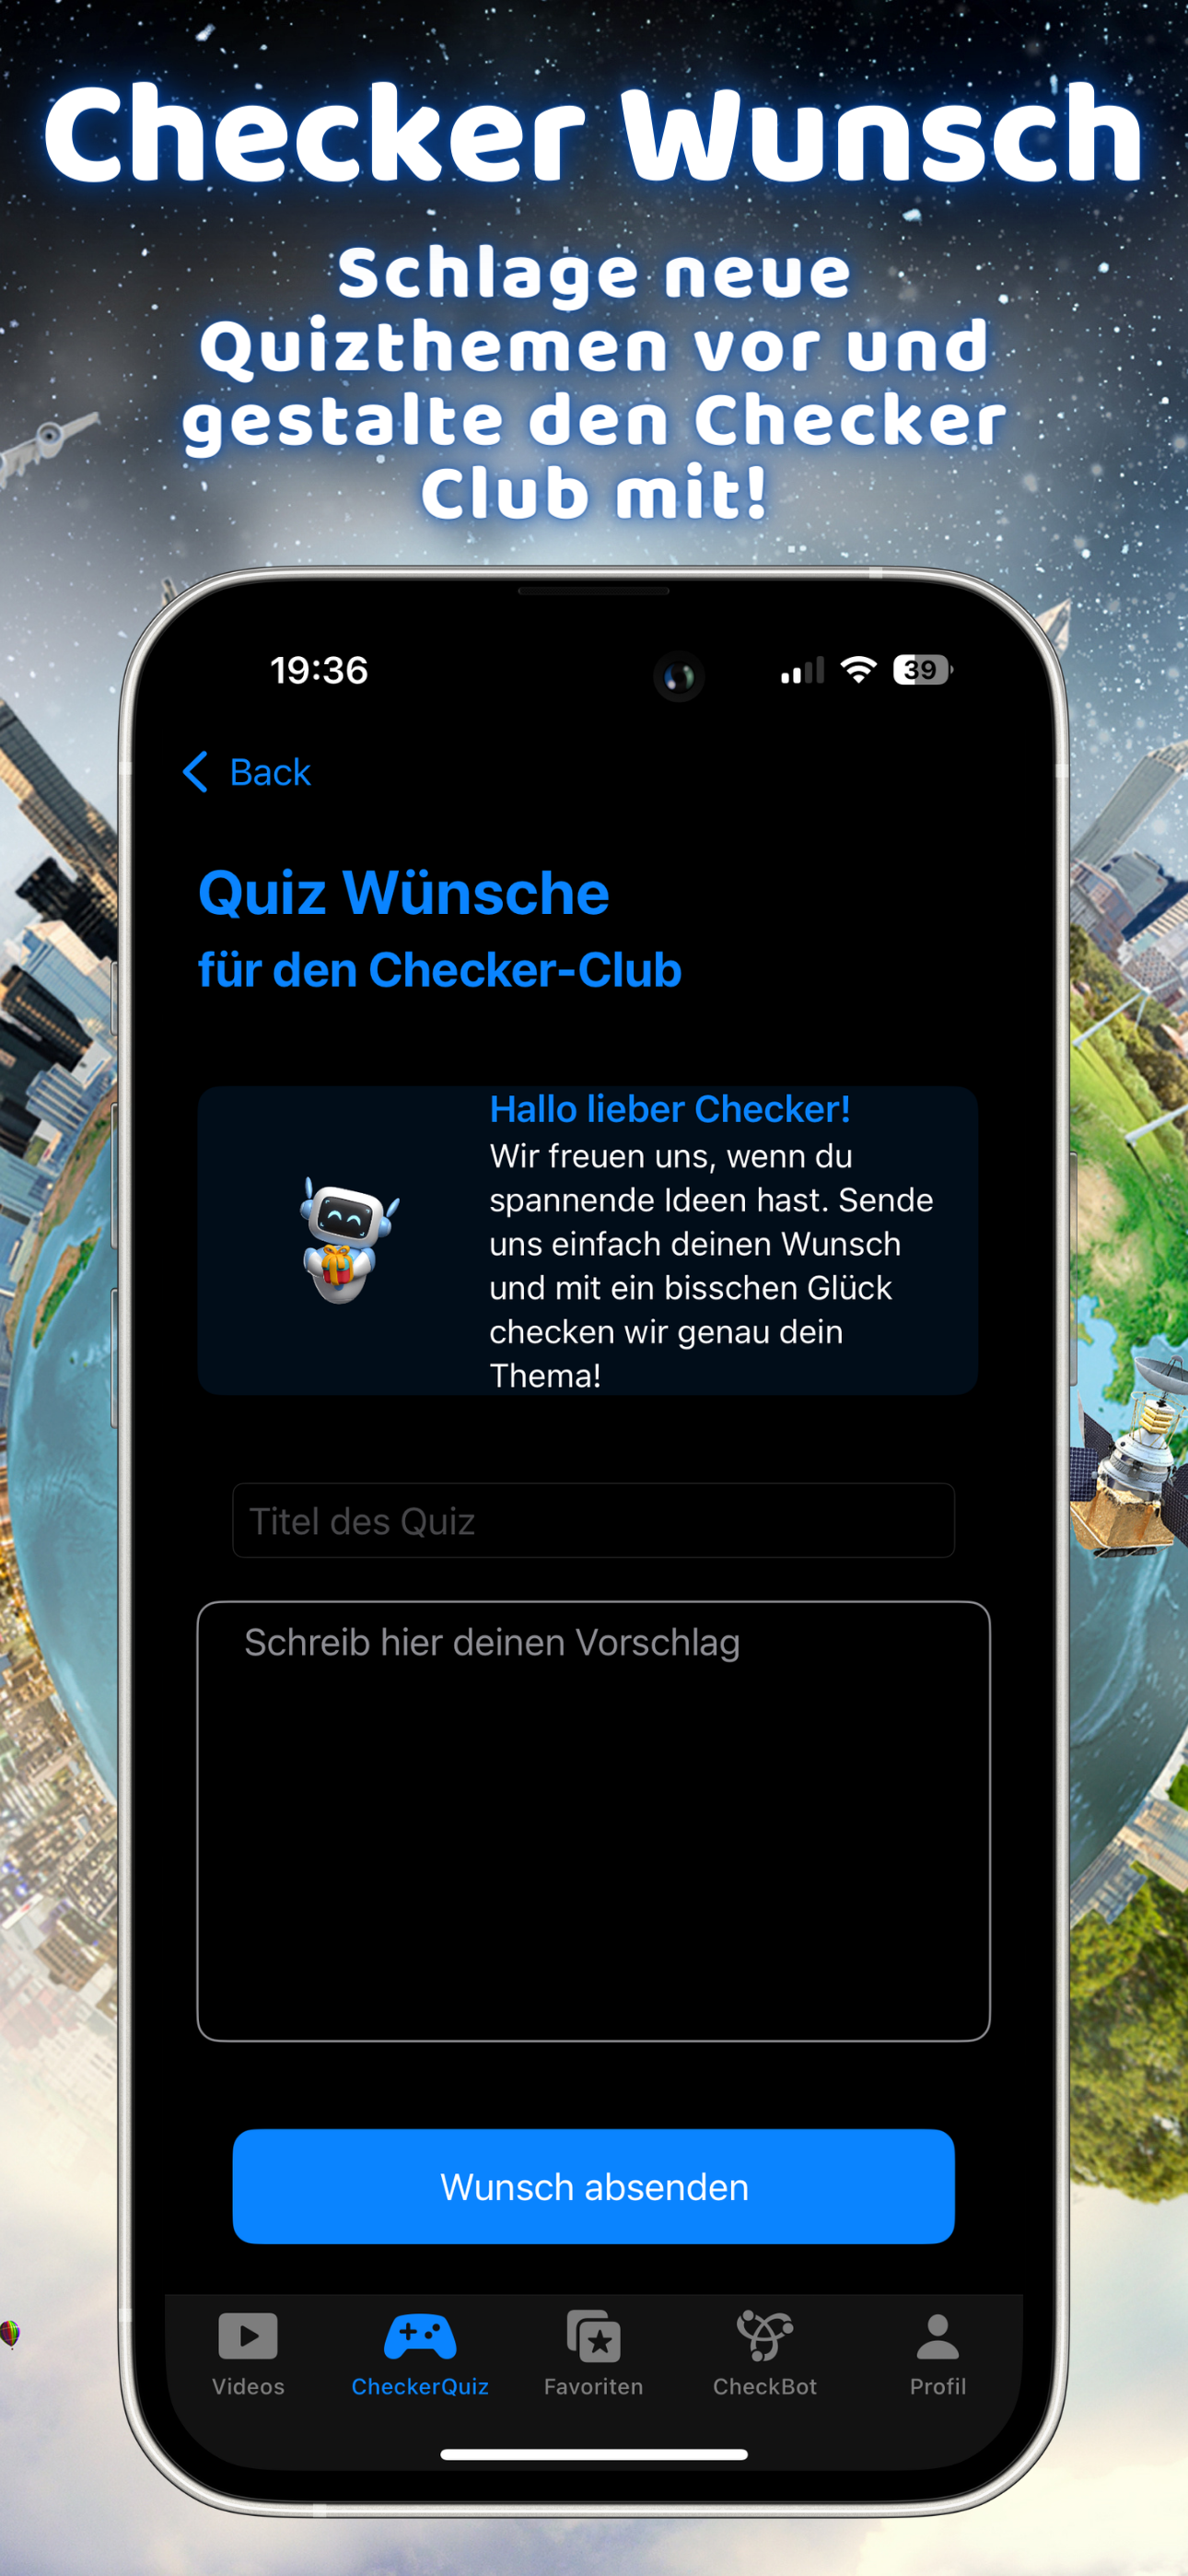 Checker Wunsch
Schlage neue
Quizthemen vor und
gestalte den Checker
Club mit!
19:36
39
Back
Quiz Wünsche
für den Checker-Club
Hallo lieber Checker!
Wir freuen uns, wenn du
spannende Ideen hast. Sende
uns einfach deinen Wunsch
und mit ein bisschen Glück
checken wir genau dein
Thema!
Titel des Quiz
Schreib hier deinen Vorschlag
Wunsch absenden
Videos
CheckerQuiz
Favoriten
CheckBot
Profil